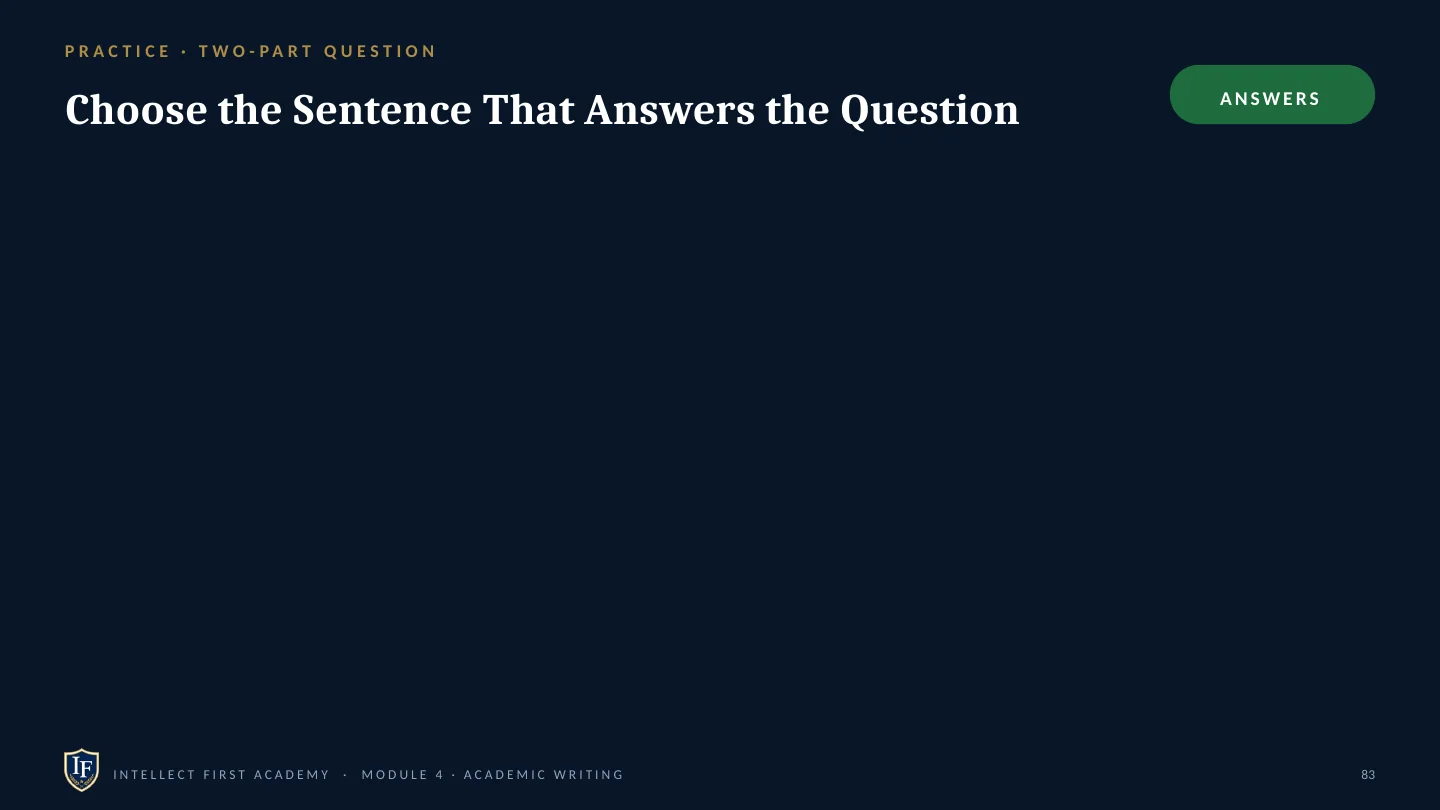 PRACTICE · TWO-PART QUESTION
Choose the Sentence That Answers the Question
ANSWERS
IF
INTELLECT FIRST ACADEMY · MODULE 4 · ACADEMIC WRITING
83